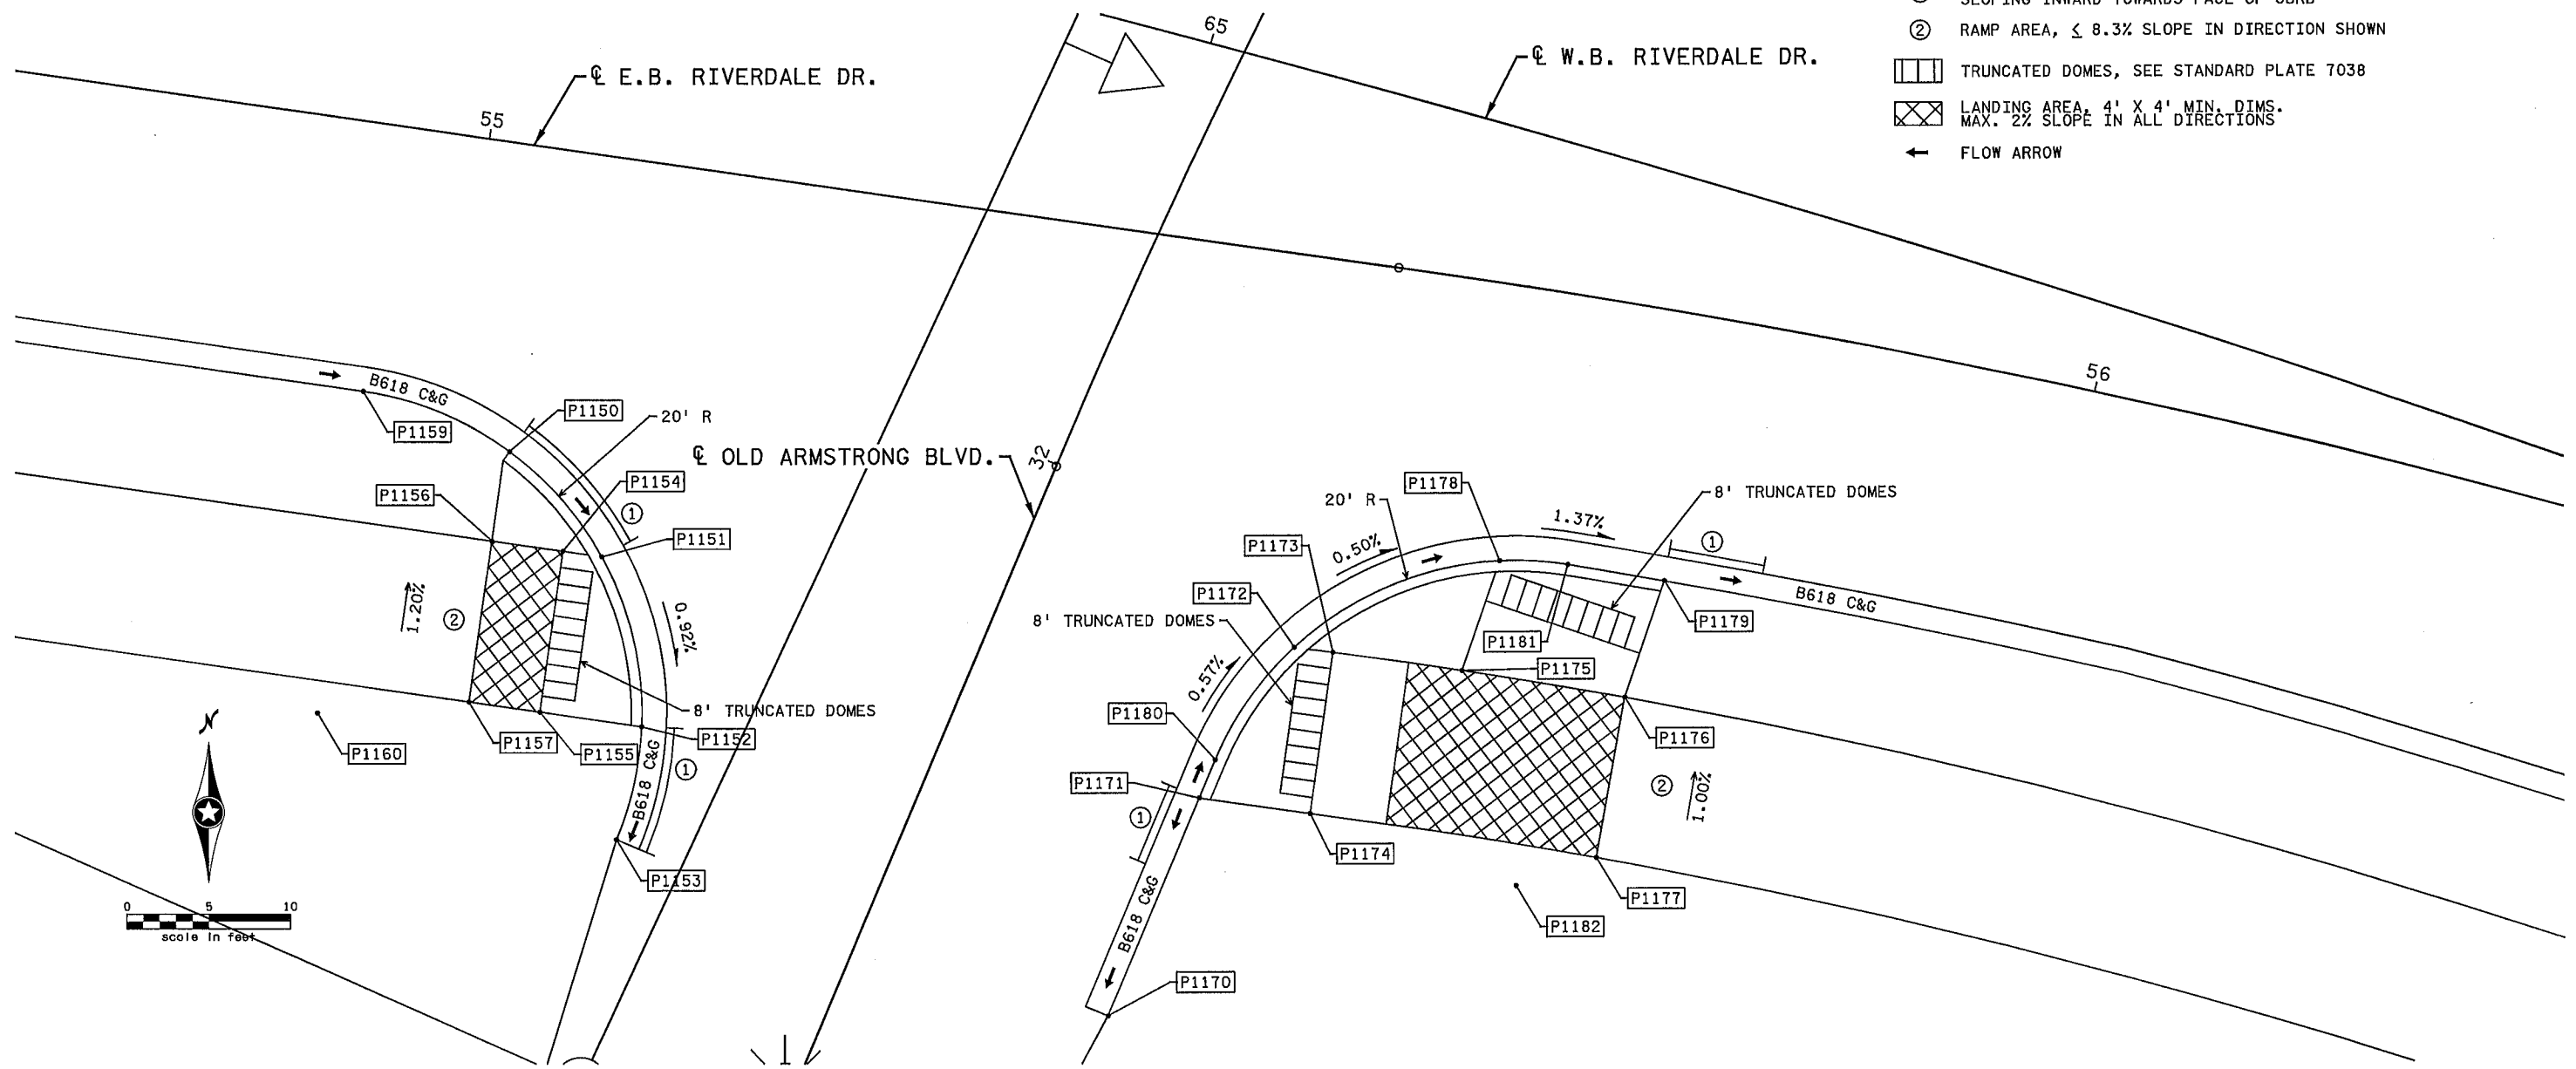 SLOPING INWARD TOWARDS FACE OF CURB
② RAMP AREA, ≤ 8.3% SLOPE IN DIRECTION SHOWN
TRUNCATED DOMES, SEE STANDARD PLATE 7038
LANDING AREA, 4' X 4' MIN. DIMS.
MAX. 2% SLOPE IN ALL DIRECTIONS
FLOW ARROW
65
℄ W.B. RIVERDALE DR.
℄ E.B. RIVERDALE DR.
55
56
B618 C&G
P1159
P1150
20' R
P1154
①
P1151
P1156
1.20%
②
0.92%
8' TRUNCATED DOMES
P1152
P1157
P1155
P1160
①
B618 C&G
P1153
N
0 5 10
scale in feet
℄ OLD ARMSTRONG BLVD.
32
P1178
20' R
8' TRUNCATED DOMES
1.37%
①
P1173
0.50%
P1172
8' TRUNCATED DOMES
B618 C&G
P1179
P1181
P1175
0.57%
P1180
P1176
P1171
①
②
1.00%
P1174
P1177
P1182
B618 C&G
P1170